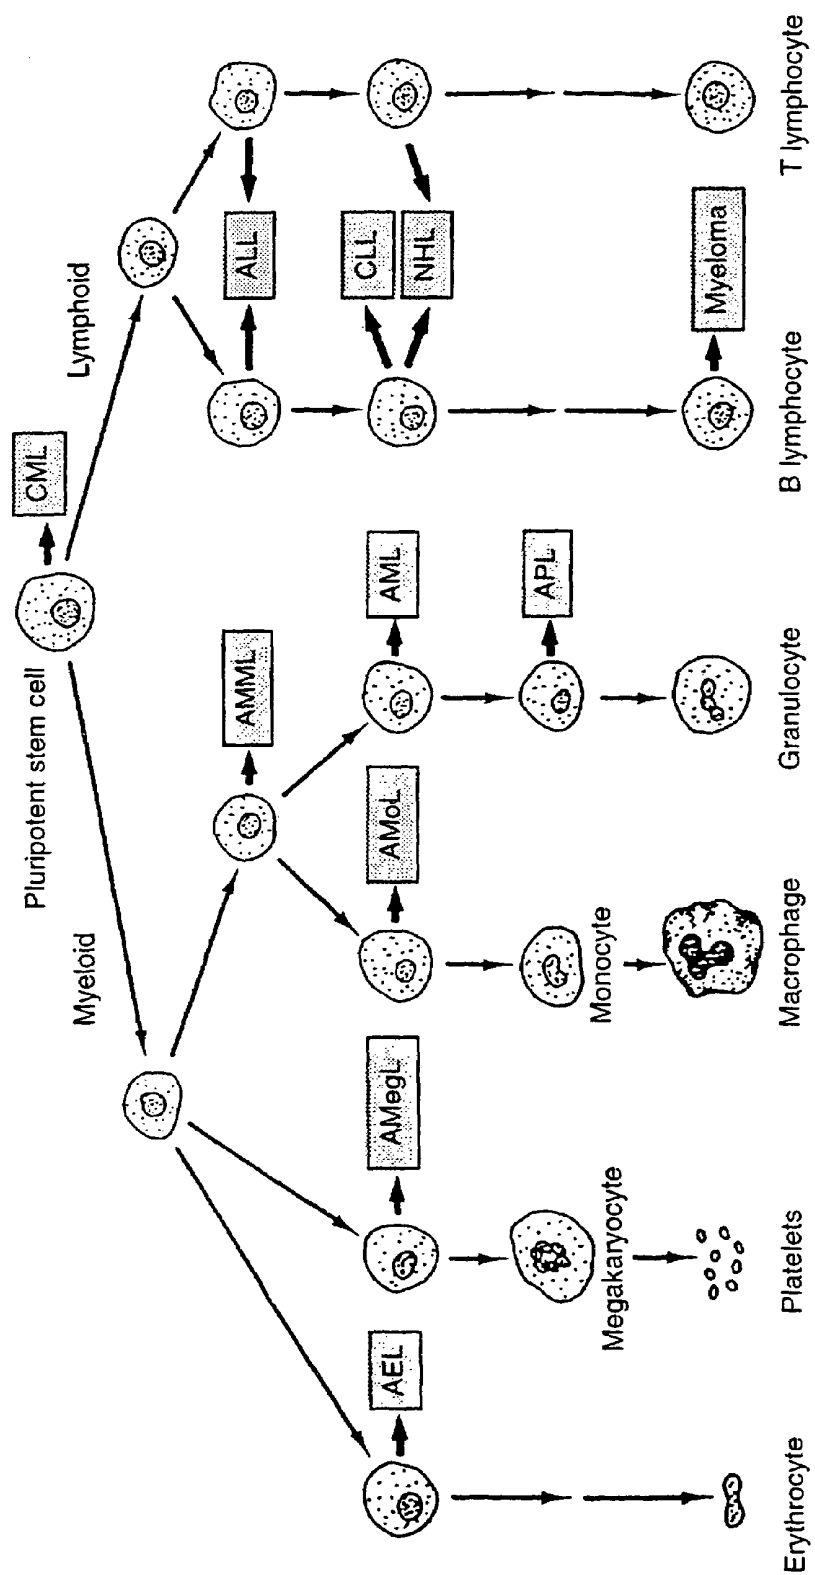 Pluripotent stem cell
CML
Myeloid
Lymphoid
AMML
ALL
AEL
AMegL
AMoL
AML
CLL
NHL
APL
Megakaryocyte
Monocyte
Myeloma
Erythrocyte
Platelets
Macrophage
Granulocyte
B lymphocyte
T lymphocyte